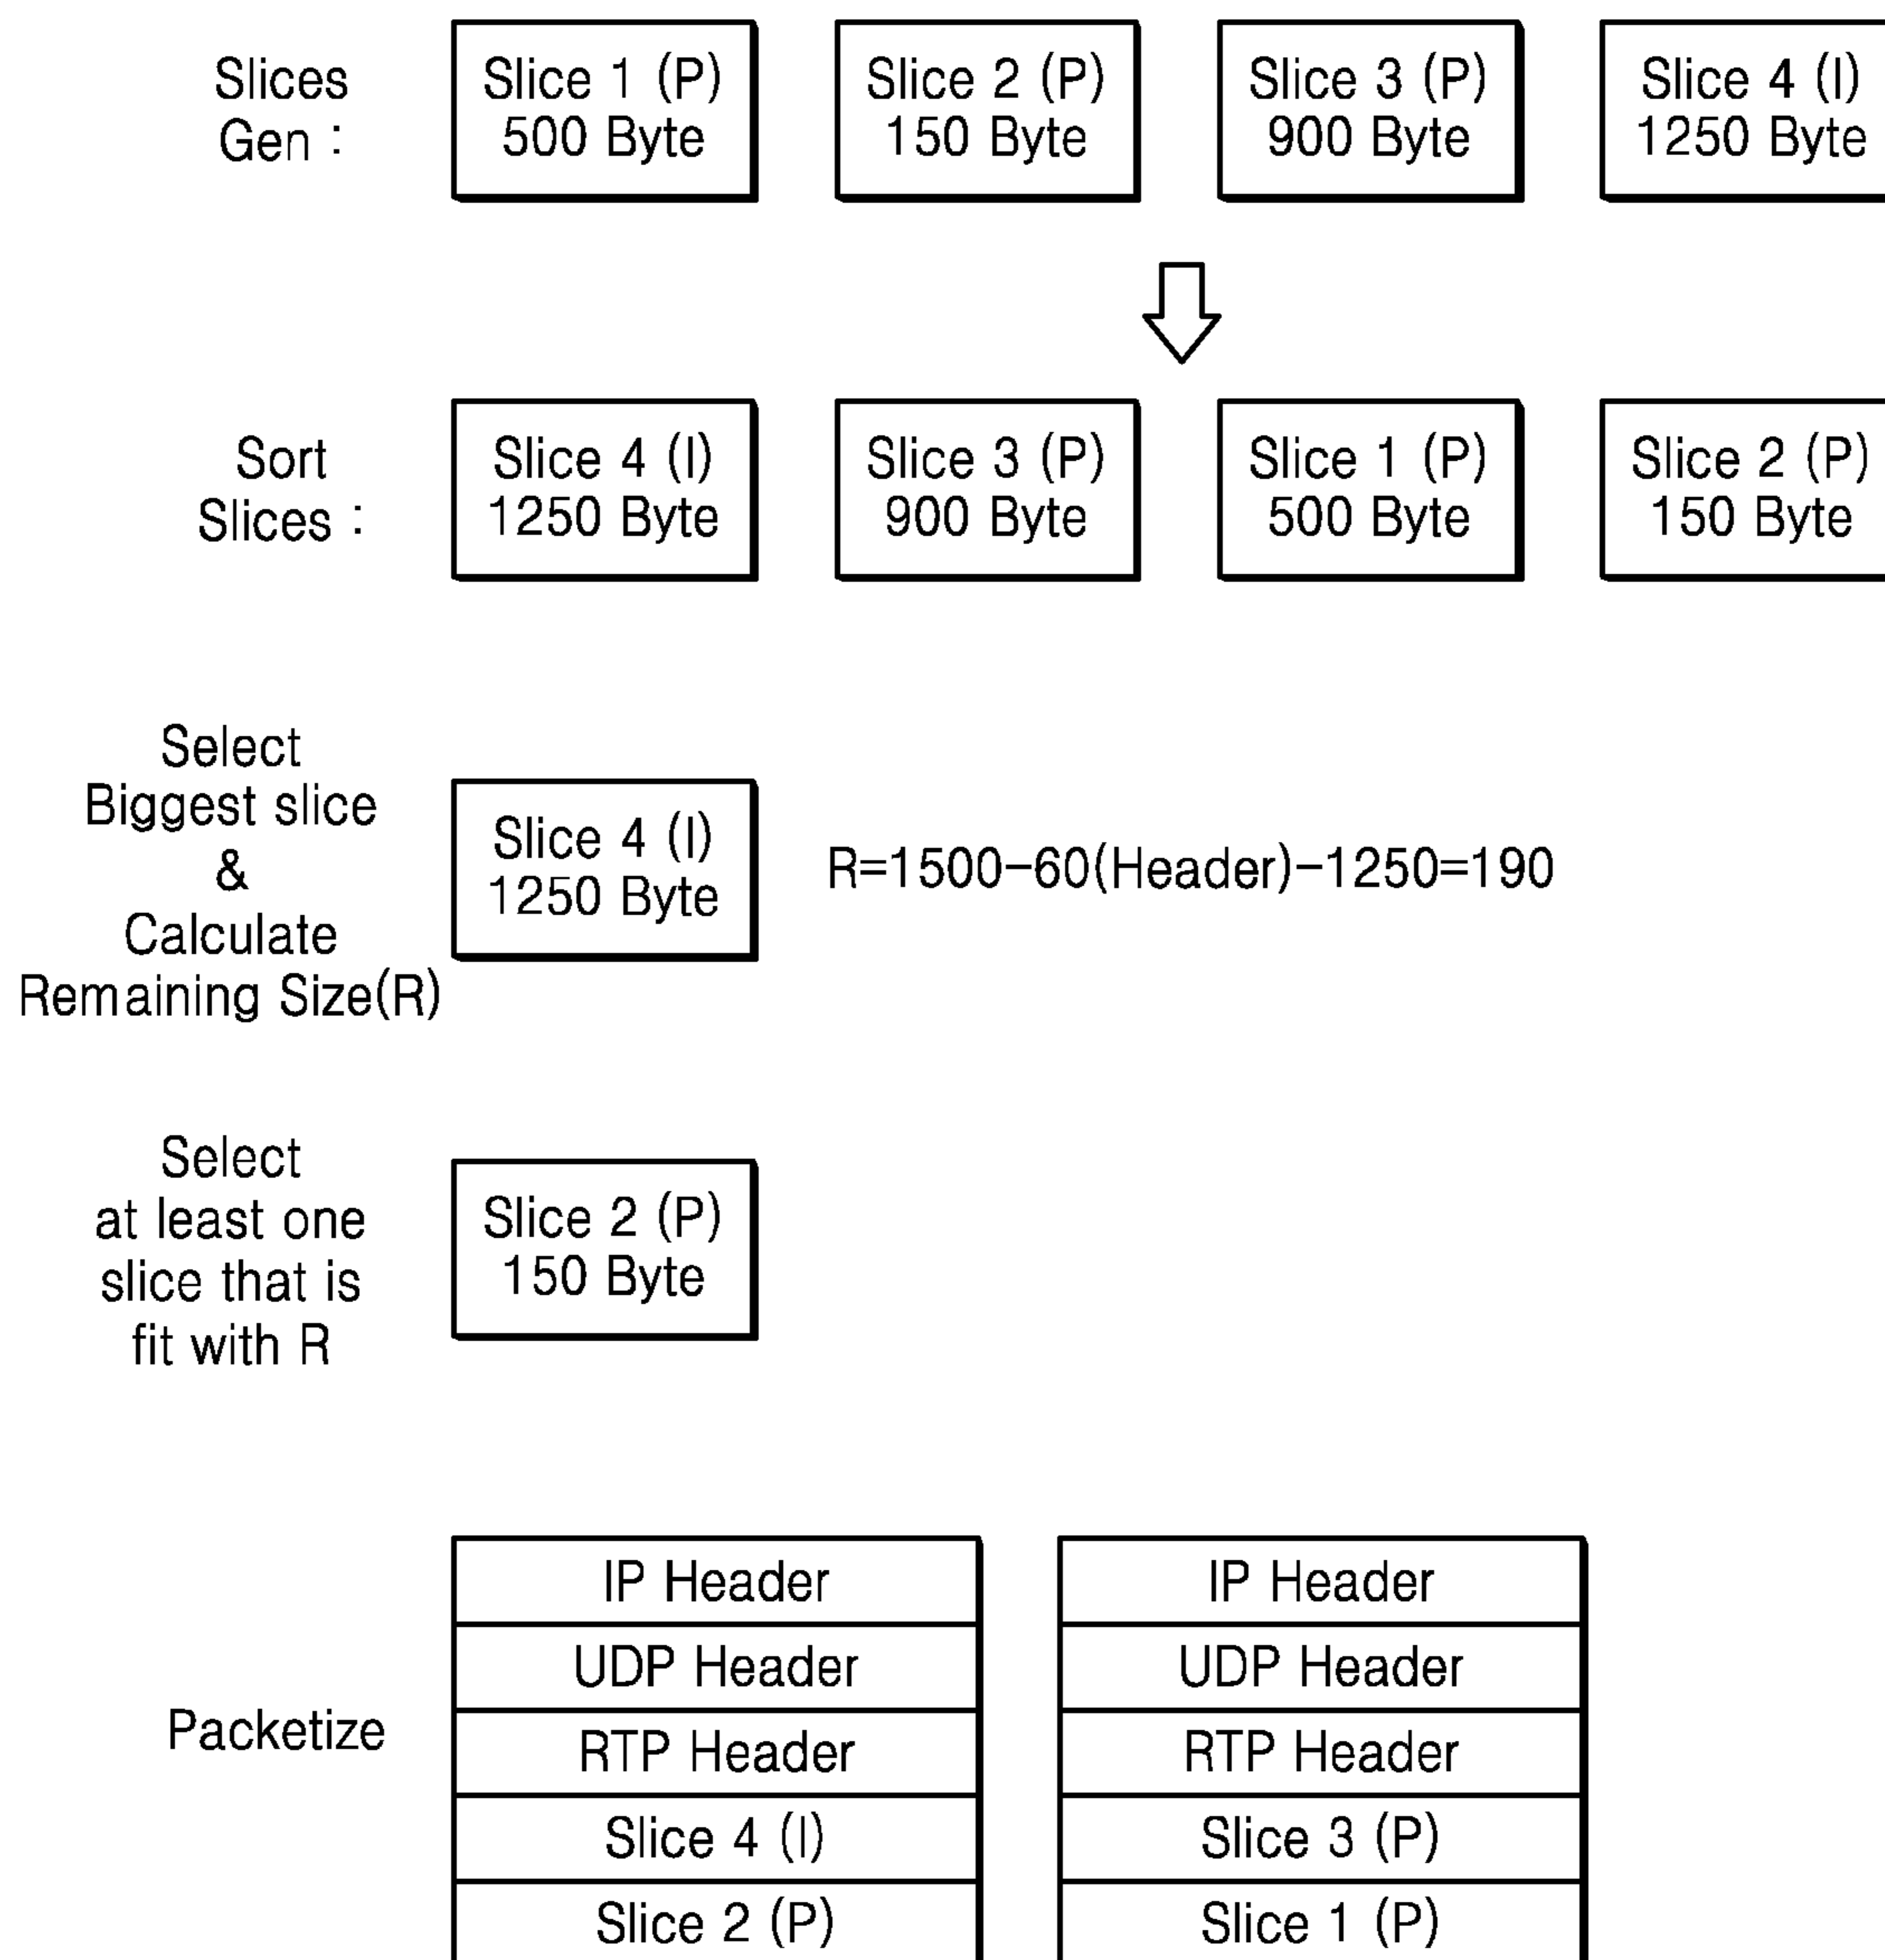 Slices
Gen :
Slice 1 (P)
500 Byte
Slice 2 (P)
150 Byte
Slice 3 (P)
900 Byte
Slice 4 (I)
1250 Byte
Sort
Slices :
Slice 4 (I)
1250 Byte
Slice 3 (P)
900 Byte
Slice 1 (P)
500 Byte
Slice 2 (P)
150 Byte
Select
Biggest slice
&
Calculate
Remaining Size(R)
Slice 4 (I)
1250 Byte
R=1500-60(Header)-1250=190
Select
at least one
slice that is
fit with R
Slice 2 (P)
150 Byte
Packetize
IP Header
UDP Header
RTP Header
Slice 4 (I)
Slice 2 (P)
IP Header
UDP Header
RTP Header
Slice 3 (P)
Slice 1 (P)